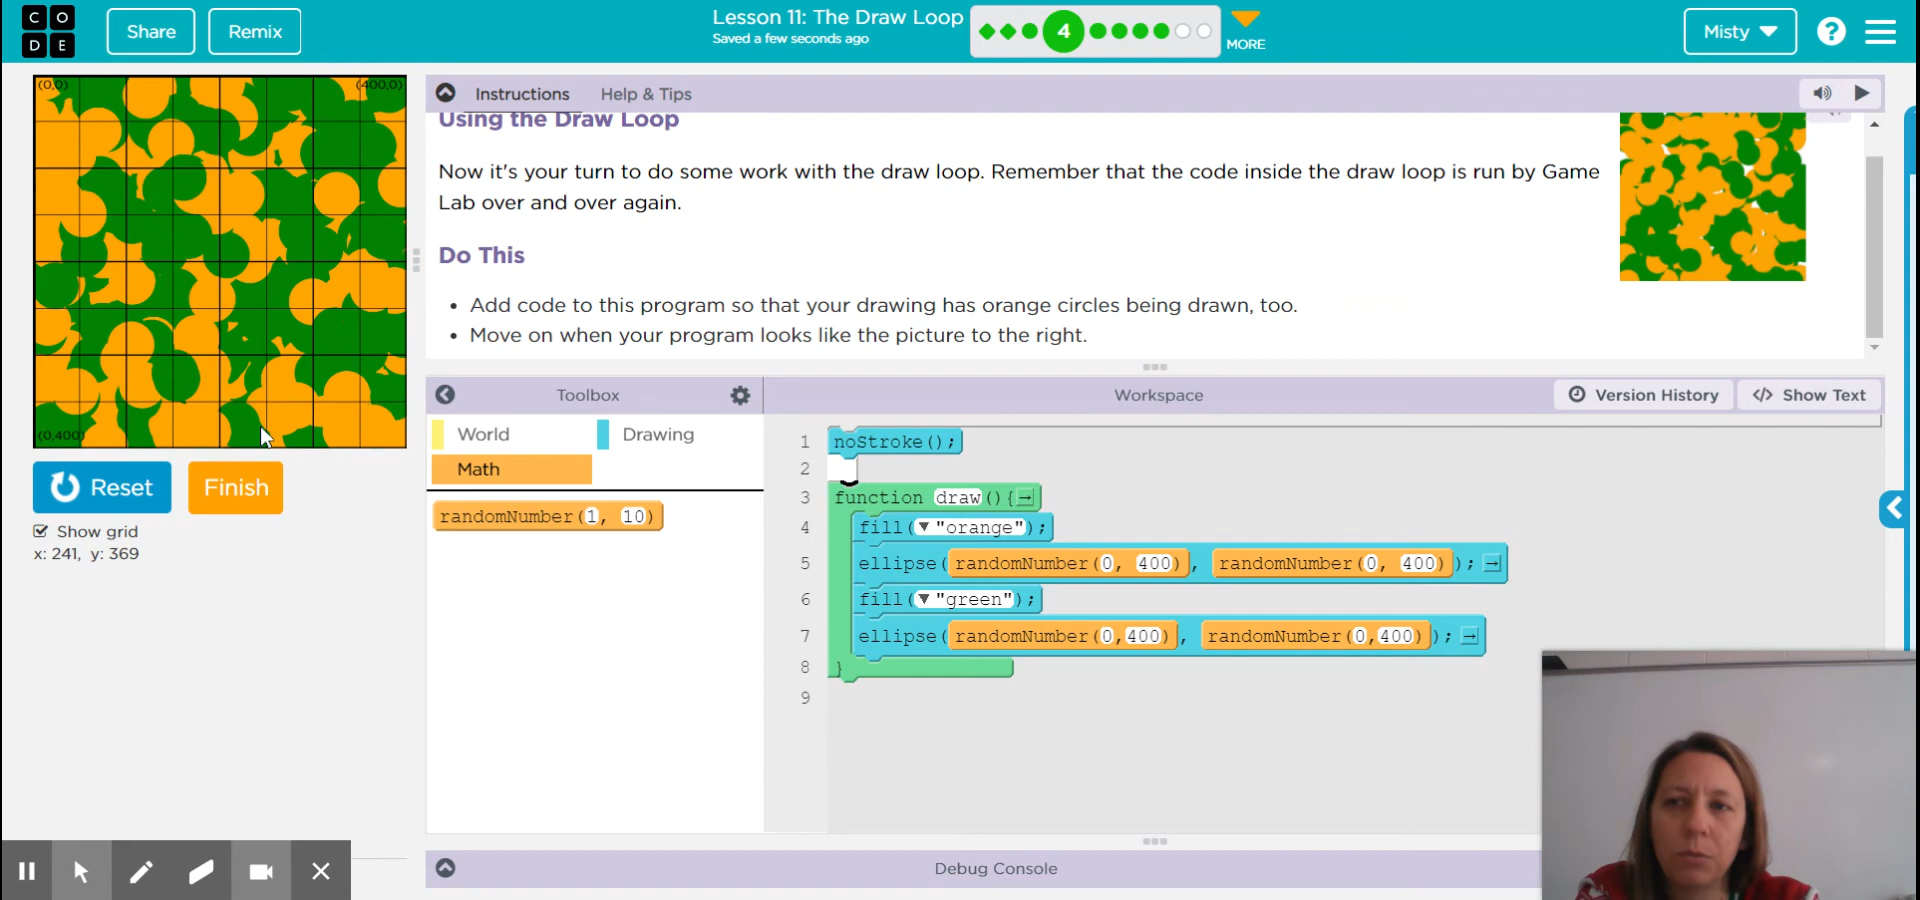 CODE
Share
Remix
Lesson 11: The Draw Loop
Saved a few seconds ago
4
MORE
Misty
?
(0,0)
(400,0)
(0,400)
Reset
Finish
Show grid
x: 241, y: 369
Instructions
Help & Tips
Using the Draw Loop
Now it's your turn to do some work with the draw loop. Remember that the code inside the draw loop is run by Game
Lab over and over again.
Do This
• Add code to this program so that your drawing has orange circles being drawn, too.
• Move on when your program looks like the picture to the right.
Toolbox
World
Drawing
Math
randomNumber(1, 10)
Workspace
Version History
</> Show Text
1 noStroke();
2
3 function draw(){
4 fill("orange");
5 ellipse(randomNumber(0, 400), randomNumber(0, 400));
6 fill("green");
7 ellipse(randomNumber(0,400), randomNumber(0,400));
8 }
9
Debug Console